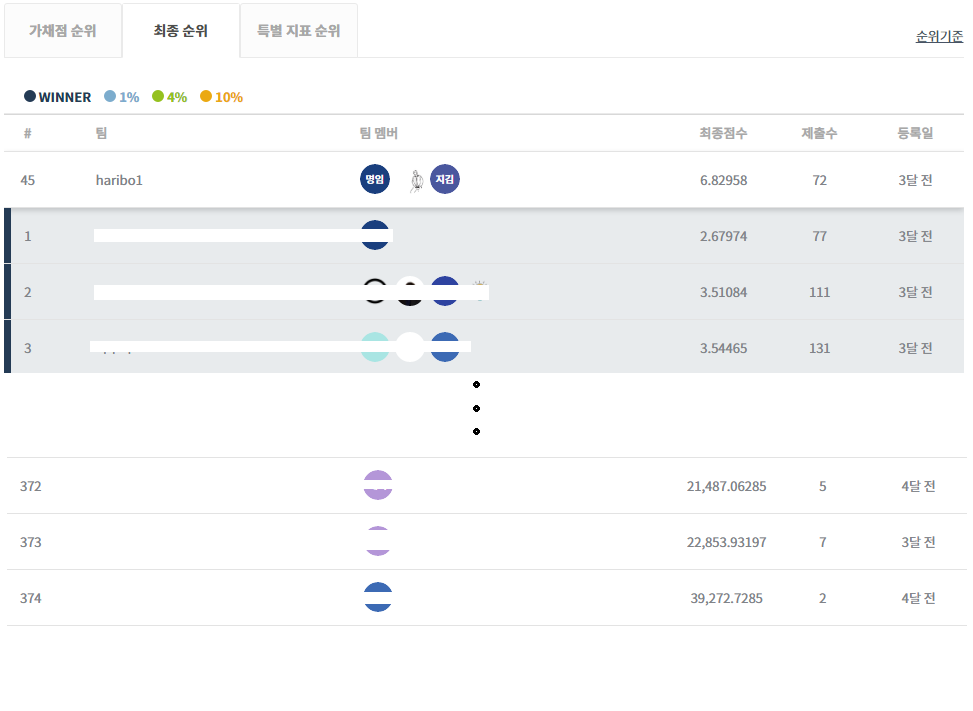 가채점 순위 최종 순위 특별 지표 순위
순위기준
WINNER 1% 4% 10%
# 팀 팀 멤버 최종점수 제출수 등록일
45 haribo1 명임 지김 6.82958 72 3달 전
1 2.67974 77 3달 전
2 3.51084 111 3달 전
3 3.54465 131 3달 전
372 21,487.06285 5 4달 전
373 22,853.93197 7 3달 전
374 39,272.7285 2 4달 전